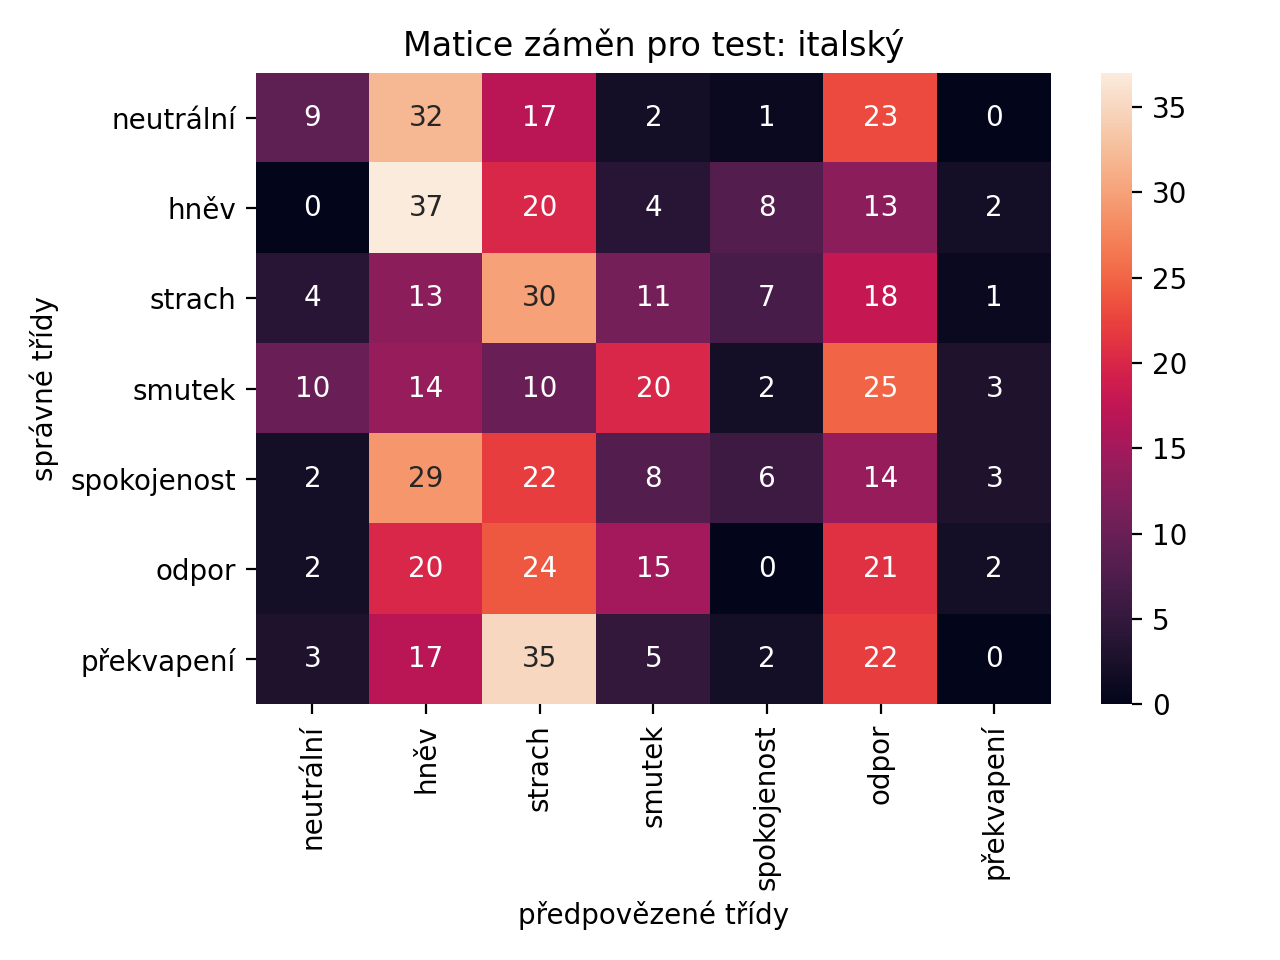 Matice záměn pro test: italský
neutrální 9 32 17 2 1 23 0
hněv 0 37 20 4 8 13 2
strach 4 13 30 11 7 18 1
smutek 10 14 10 20 2 25 3
spokojenost 2 29 22 8 6 14 3
odpor 2 20 24 15 0 21 2
překvapení 3 17 35 5 2 22 0
správné třídy
neutrální hněv strach smutek spokojenost odpor překvapení
předpovězené třídy
35
30
25
20
15
10
5
0